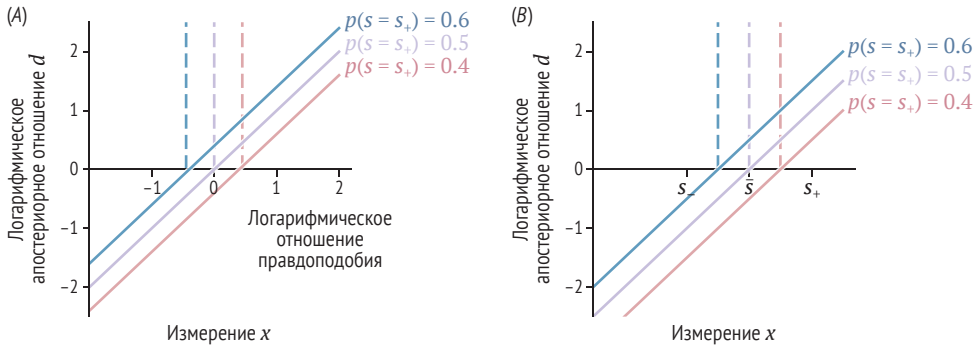 (A)
Логарифмическое
апостериорное отношение d
2
1
0
−1
−2
−1
0
1
2
p(s = s₊) = 0.6
p(s = s₊) = 0.5
p(s = s₊) = 0.4
Логарифмическое
отношение
правдоподобия
Измерение x
(B)
Логарифмическое
апостериорное отношение d
2
1
0
−1
−2
s₋
s̄
s₊
p(s = s₊) = 0.6
p(s = s₊) = 0.5
p(s = s₊) = 0.4
Измерение x